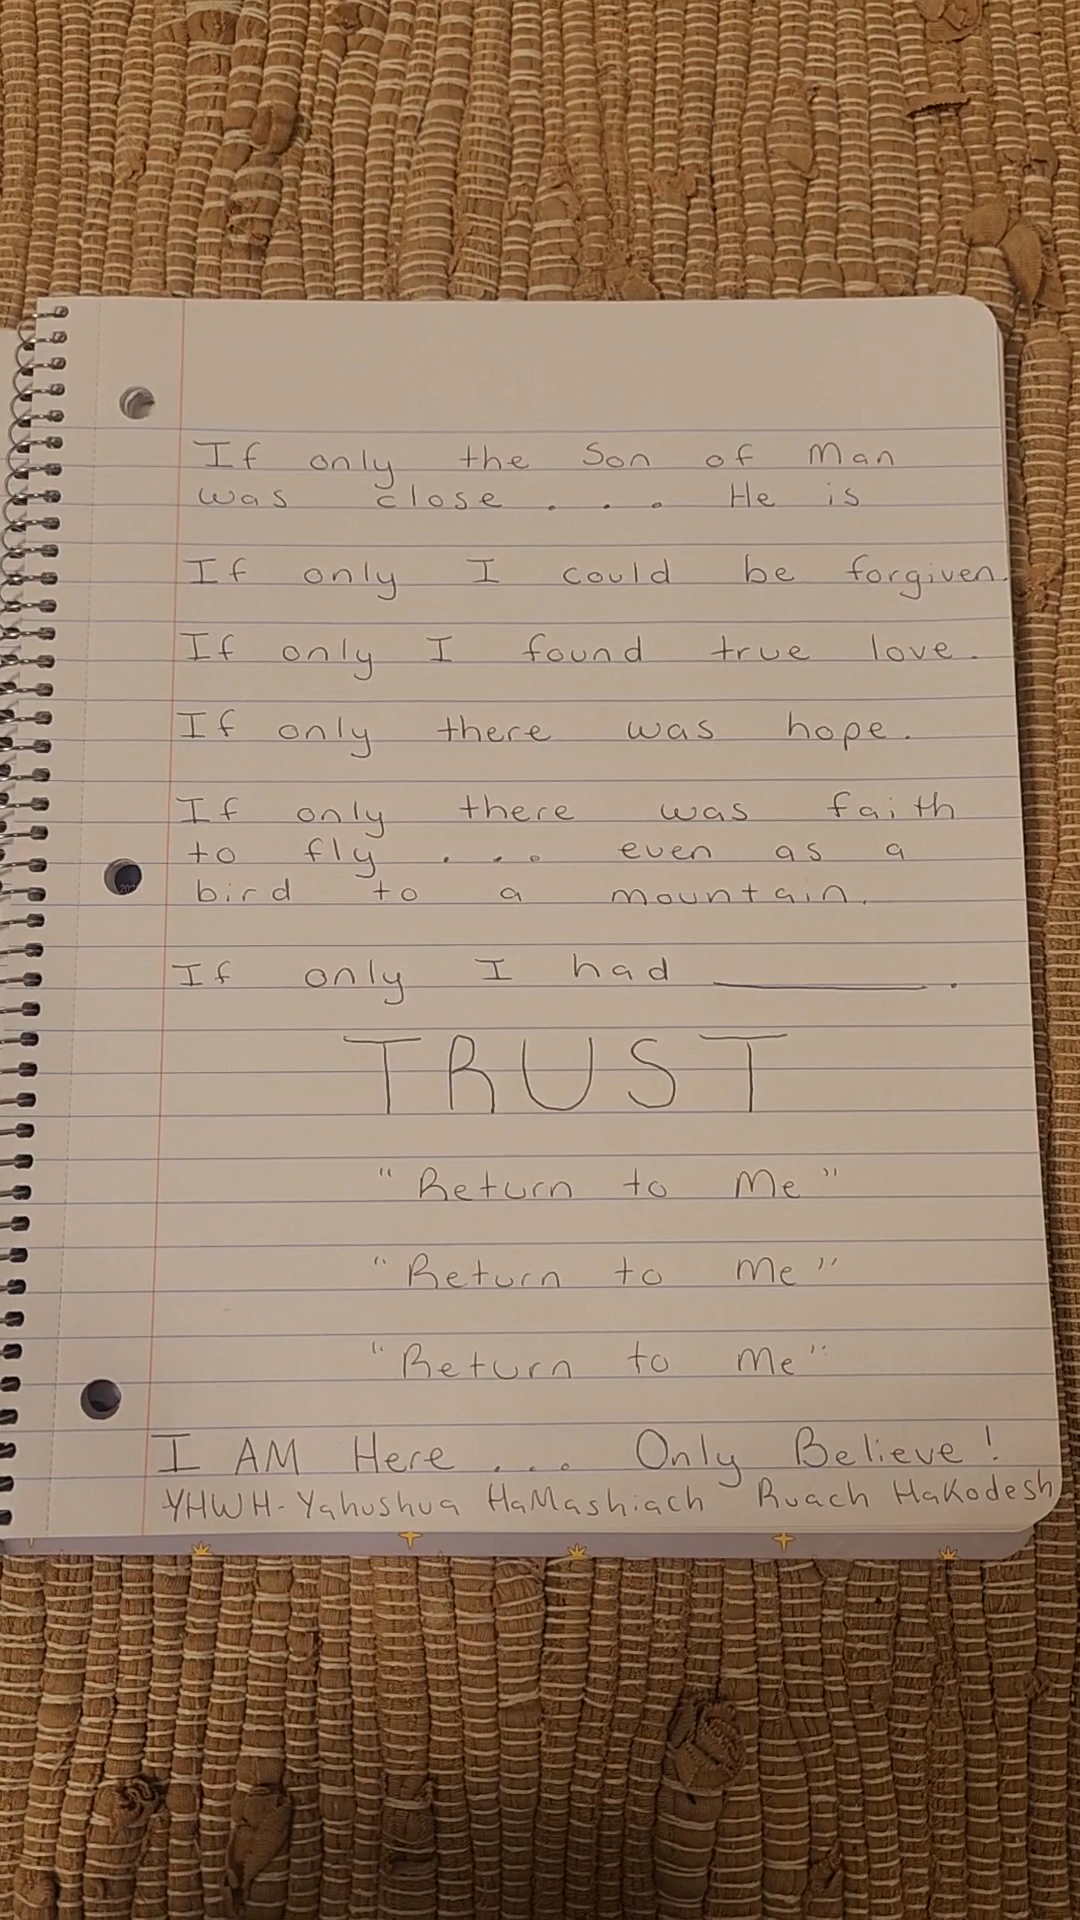 If only the Son of Man
was close . . . He is
If only I could be forgiven.
If only I found true love.
If only there was hope.
If only there was faith
to fly . . . even as a
bird to a mountain.
If only I had ________.
TRUST
"Return to Me"
"Return to Me"
"Return to Me"
I AM Here . . . Only Believe!
YHWH-Yahushua HaMashiach Ruach HaKodesh